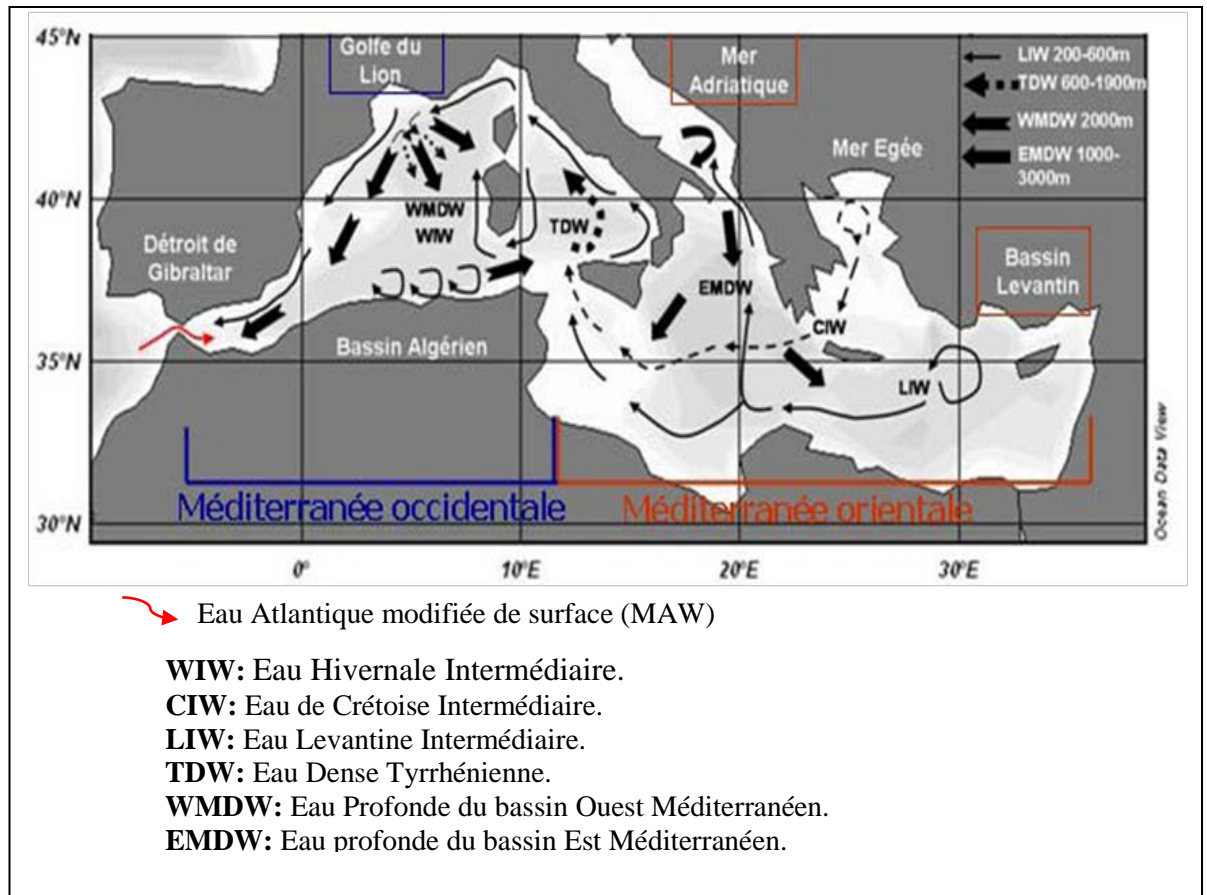 45°N
Golfe du
Lion
Mer
Adriatique
LIW 200-600m
TDW 600-1900m
WMDW 2000m
EMDW 1000-
3000m
Mer Egée
40°N
WMDW
WIW
TDW
Détroit de
Gibraltar
Bassin
Levantin
EMDW
CIW
Bassin Algérien
35°N
LIW
Méditerranée occidentale
Méditerranée orientale
30°N
Ocean Data View
0°
10°E
20°E
30°E
Eau Atlantique modifiée de surface (MAW)
WIW: Eau Hivernale Intermédiaire.
CIW: Eau de Crétoise Intermédiaire.
LIW: Eau Levantine Intermédiaire.
TDW: Eau Dense Tyrrhénienne.
WMDW: Eau Profonde du bassin Ouest Méditerranéen.
EMDW: Eau profonde du bassin Est Méditerranéen.